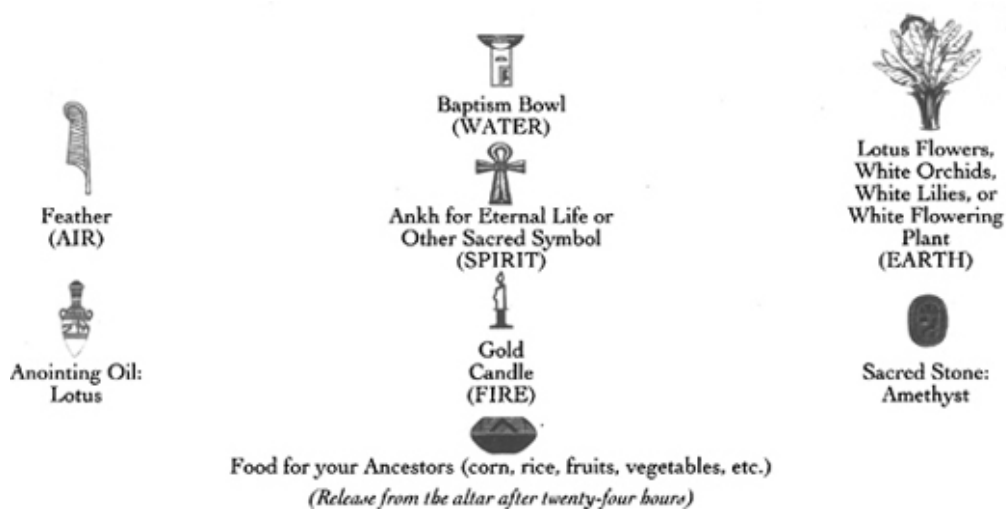 Baptism Bowl
(WATER)
Feather
(AIR)
Ankh for Eternal Life or
Other Sacred Symbol
(SPIRIT)
Lotus Flowers,
White Orchids,
White Lilies, or
White Flowering
Plant
(EARTH)
Anointing Oil:
Lotus
Gold
Candle
(FIRE)
Sacred Stone:
Amethyst
Food for your Ancestors (corn, rice, fruits, vegetables, etc.)
(Release from the altar after twenty-four hours)